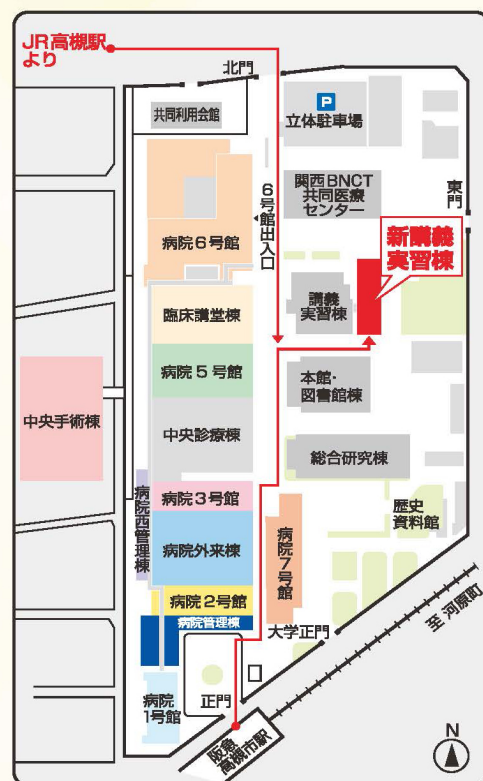 JR高槻駅
より
北門
P
立体駐車場
共同利用会館
関西BNCT
共同医療
センター
東門
6号館出入口
病院6号館
新講義
実習棟
講義
実習棟
臨床講堂棟
病院5号館
本館・
図書館棟
中央手術棟
中央診療棟
総合研究棟
病院西管理棟
病院3号館
歴史
資料館
病院外来棟
病院7号館
病院2号館
病院管理棟
大学正門
至 河原町
病院
1号館
正門
阪急
高槻市駅
N